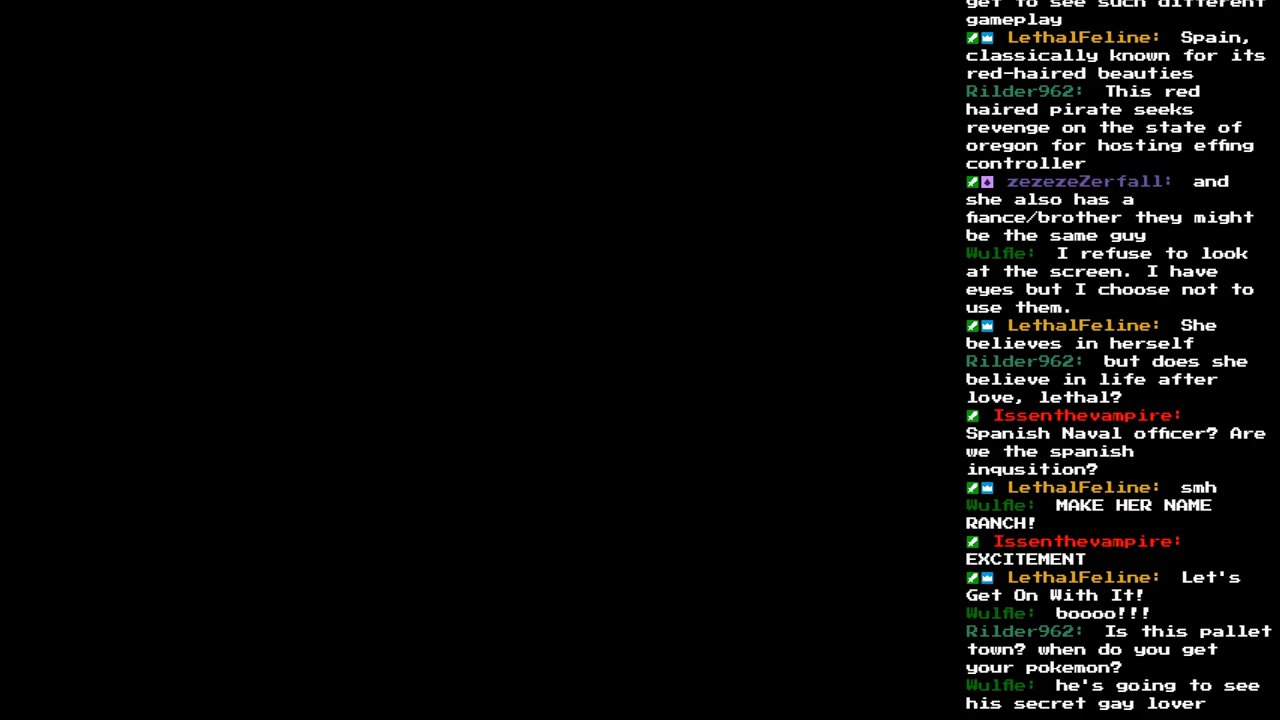 get to see such different
gameplay
LethalFeline: Spain,
classically known for its
red-haired beauties
Rilder962: This red
haired pirate seeks
revenge on the state of
oregon for hosting effing
controller
zezezeZerfall: and
she also has a
fiance/brother they might
be the same guy
Wulfie: I refuse to look
at the screen. I have
eyes but I choose not to
use them.
LethalFeline: She
believes in herself
Rilder962: but does she
believe in life after
love, lethal?
Issenthevampire:
Spanish Naval officer? Are
we the spanish
inqusition?
LethalFeline: smh
Wulfie: MAKE HER NAME
RANCH!
Issenthevampire:
EXCITEMENT
LethalFeline: Let's
Get On With It!
Wulfie: boooo!!!
Rilder962: Is this pallet
town? when do you get
your pokemon?
Wulfie: he's going to see
his secret gay lover